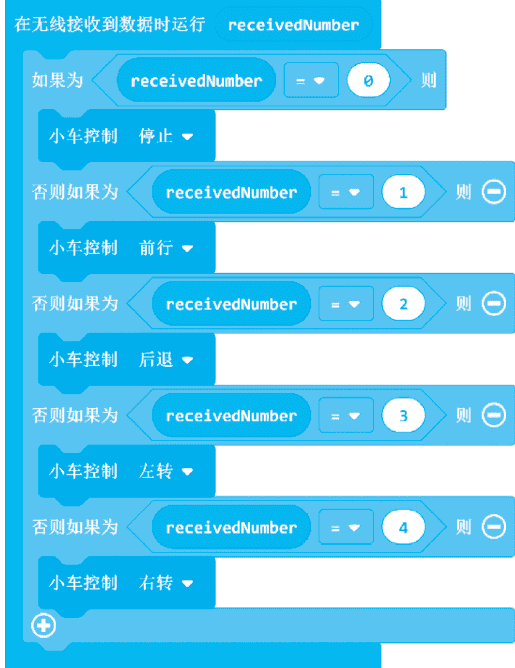 在无线接收到数据时运行 receivedNumber
如果为 receivedNumber = 0 则
小车控制 停止
否则如果为 receivedNumber = 1 则
小车控制 前行
否则如果为 receivedNumber = 2 则
小车控制 后退
否则如果为 receivedNumber = 3 则
小车控制 左转
否则如果为 receivedNumber = 4 则
小车控制 右转